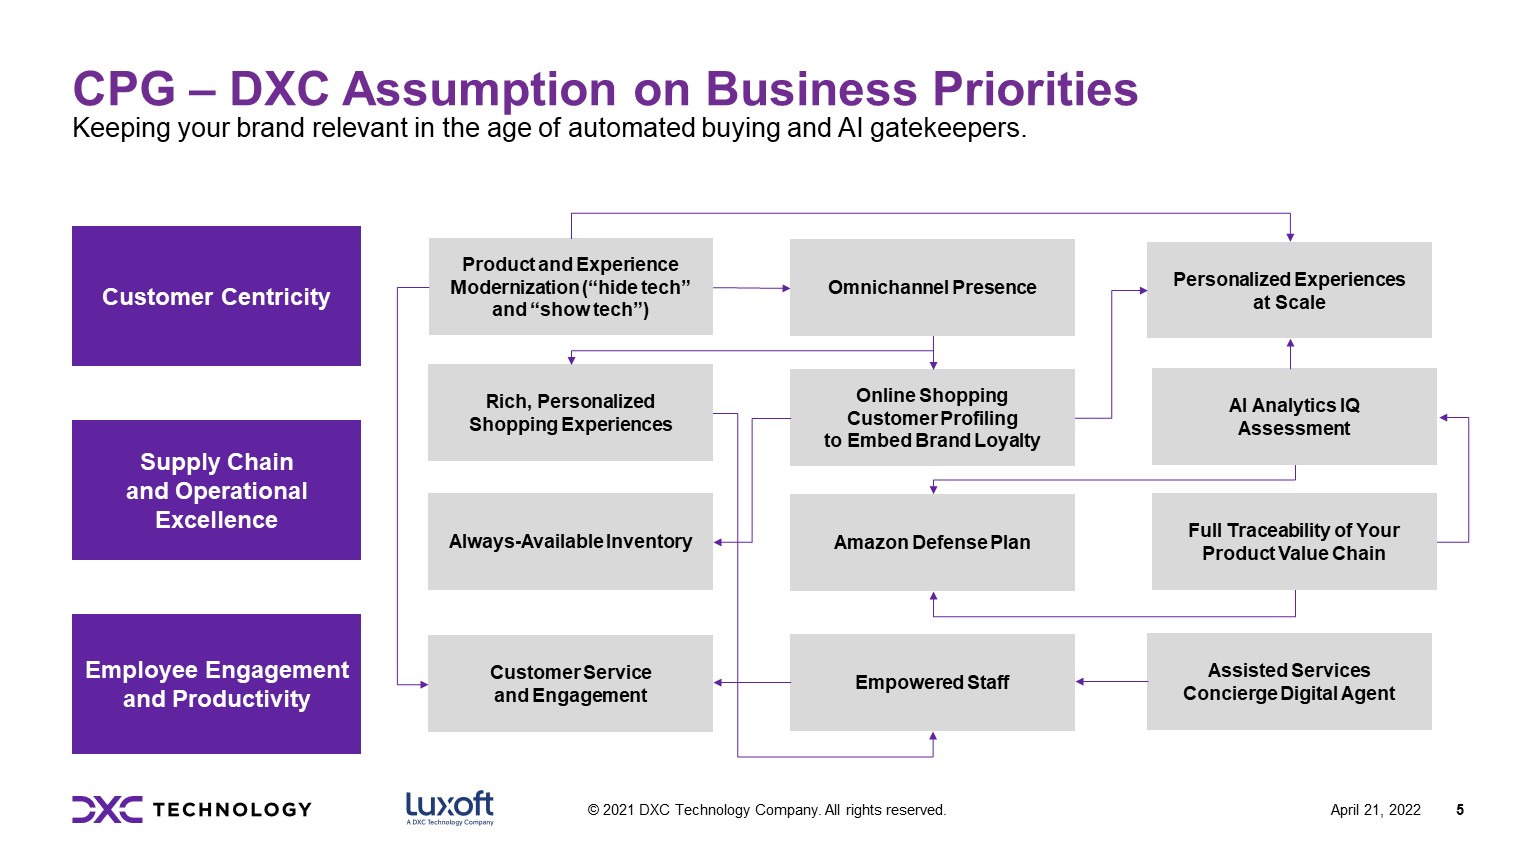 CPG – DXC Assumption on Business Priorities
Keeping your brand relevant in the age of automated buying and AI gatekeepers.
Customer Centricity
Product and Experience
Modernization (“hide tech”
and “show tech”)
Omnichannel Presence
Personalized Experiences
at Scale
Rich, Personalized
Shopping Experiences
Online Shopping
Customer Profiling
to Embed Brand Loyalty
AI Analytics IQ
Assessment
Supply Chain
and Operational
Excellence
Always-Available Inventory
Amazon Defense Plan
Full Traceability of Your
Product Value Chain
Employee Engagement
and Productivity
Customer Service
and Engagement
Empowered Staff
Assisted Services
Concierge Digital Agent
DXC TECHNOLOGY
Luxoft
A DXC Technology Company
© 2021 DXC Technology Company. All rights reserved.
April 21, 2022
5